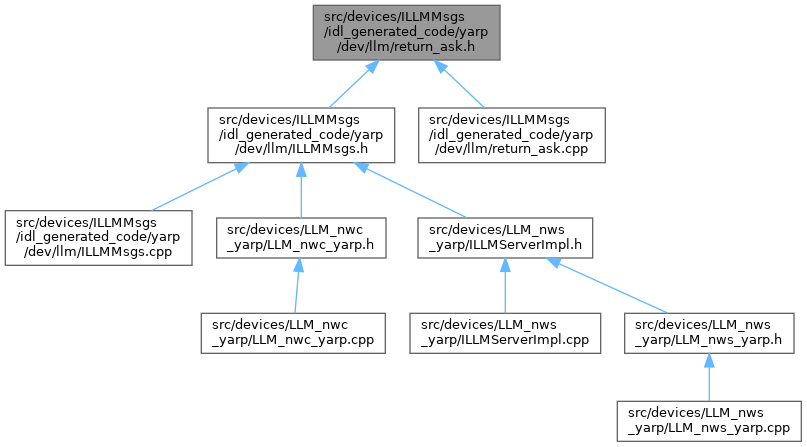 src/devices/ILLMMsgs
/idl_generated_code/yarp
/dev/llm/return_ask.h
src/devices/ILLMMsgs
/idl_generated_code/yarp
/dev/llm/ILLMMsgs.h
src/devices/ILLMMsgs
/idl_generated_code/yarp
/dev/llm/return_ask.cpp
src/devices/ILLMMsgs
/idl_generated_code/yarp
/dev/llm/ILLMMsgs.cpp
src/devices/LLM_nwc
_yarp/LLM_nwc_yarp.h
src/devices/LLM_nws
_yarp/ILLMServerImpl.h
src/devices/LLM_nwc
_yarp/LLM_nwc_yarp.cpp
src/devices/LLM_nws
_yarp/ILLMServerImpl.cpp
src/devices/LLM_nws
_yarp/LLM_nws_yarp.h
src/devices/LLM_nws
_yarp/LLM_nws_yarp.cpp